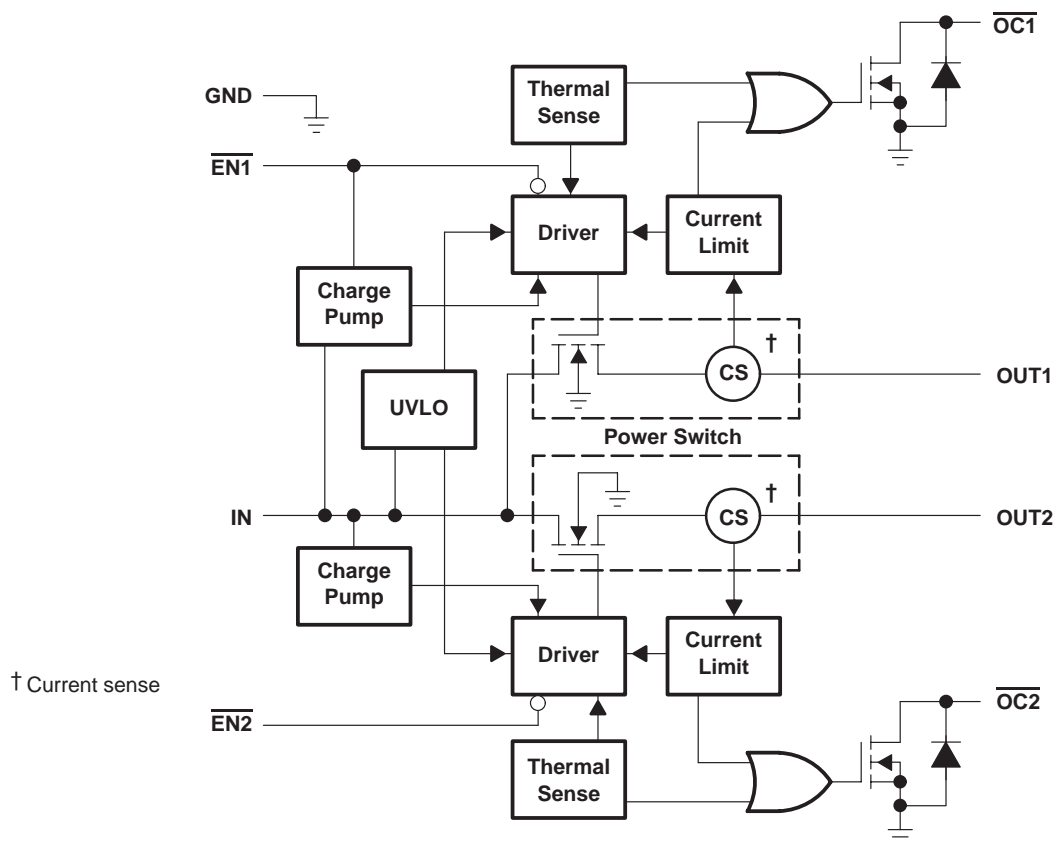 OC1
GND
Thermal
Sense
EN1
Driver
Current
Limit
Charge
Pump
†
CS
OUT1
UVLO
Power Switch
†
IN
CS
OUT2
Charge
Pump
Driver
Current
Limit
† Current sense
OC2
EN2
Thermal
Sense